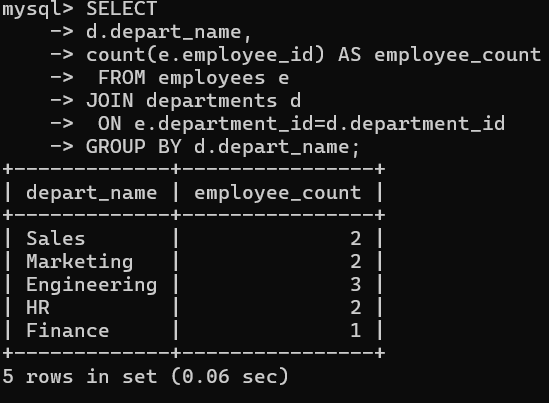 mysql> SELECT
    -> d.depart_name,
    -> count(e.employee_id) AS employee_count
    ->  FROM employees e
    -> JOIN departments d
    ->  ON e.department_id=d.department_id
    -> GROUP BY d.depart_name;
+-------------+----------------+
| depart_name | employee_count |
+-------------+----------------+
| Sales       |              2 |
| Marketing   |              2 |
| Engineering |              3 |
| HR          |              2 |
| Finance     |              1 |
+-------------+----------------+
5 rows in set (0.06 sec)